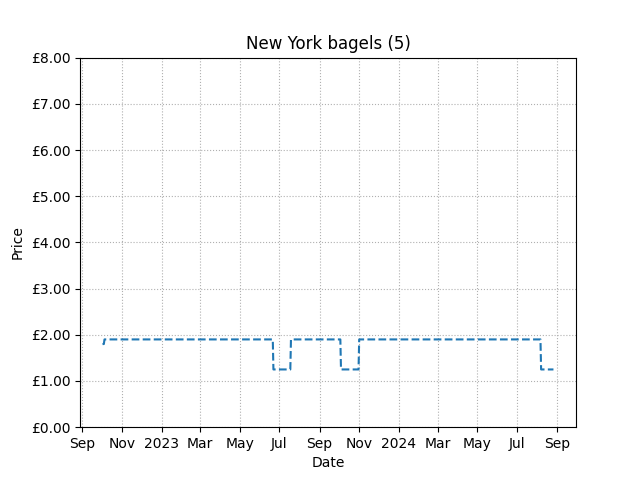 New York bagels (5)
£8.00
£7.00
£6.00
£5.00
£4.00
£3.00
£2.00
£1.00
£0.00
Price
Sep Nov 2023 Mar May Jul Sep Nov 2024 Mar May Jul Sep
Date